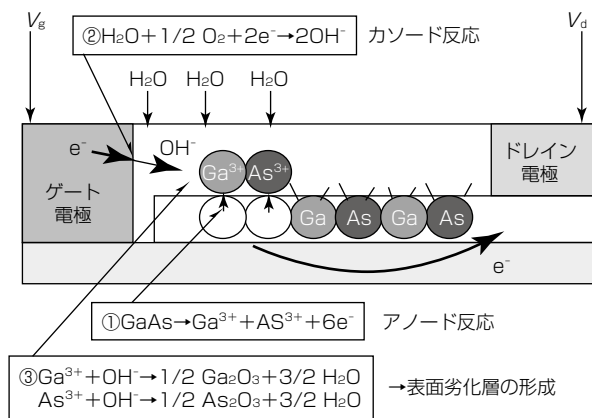 Vg
Vd
②H₂O＋1/2 O₂＋2e⁻→2OH⁻ カソード反応
H₂O H₂O H₂O
e⁻
OH⁻
Ga³⁺ As³⁺
ゲート
電極
ドレイン
電極
Ga As Ga As
e⁻
①GaAs→Ga³⁺＋AS³⁺＋6e⁻ アノード反応
③Ga³⁺＋OH⁻→1/2 Ga₂O₃＋3/2 H₂O
As³⁺＋OH⁻→1/2 As₂O₃＋3/2 H₂O
→表面劣化層の形成